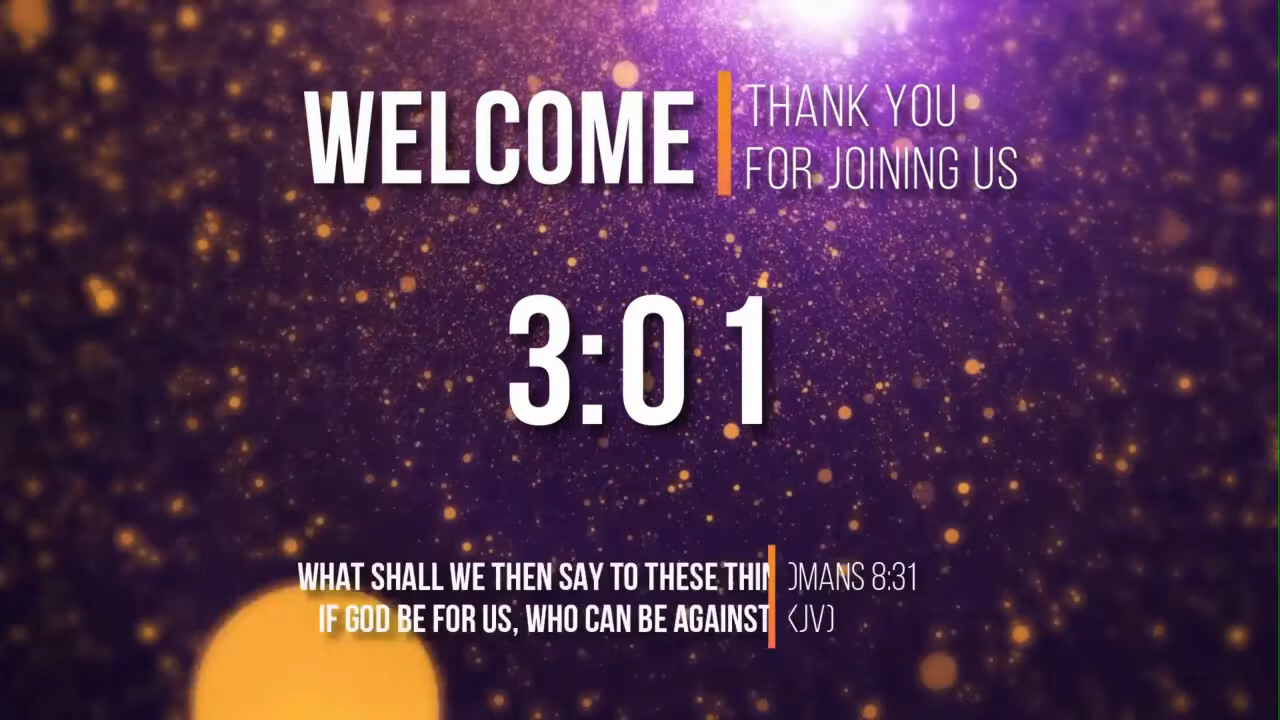 WELCOME
THANK YOU
FOR JOINING US
3:01
WHAT SHALL WE THEN SAY TO THESE
IF GOD BE FOR US, WHO CAN BE AGAINST
8:31